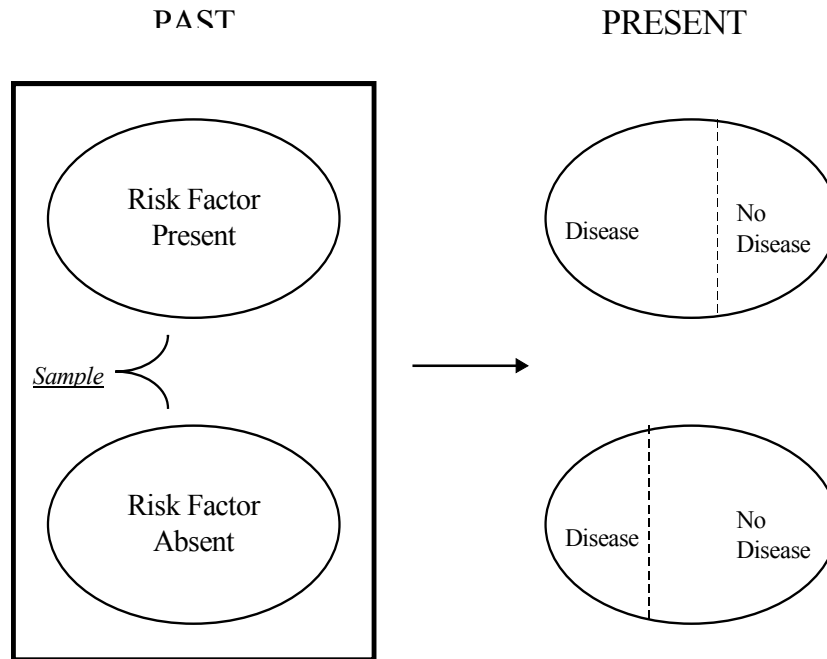 PAST
PRESENT
Risk Factor
Present
Disease
No
Disease
Sample
Risk Factor
Absent
Disease
No
Disease